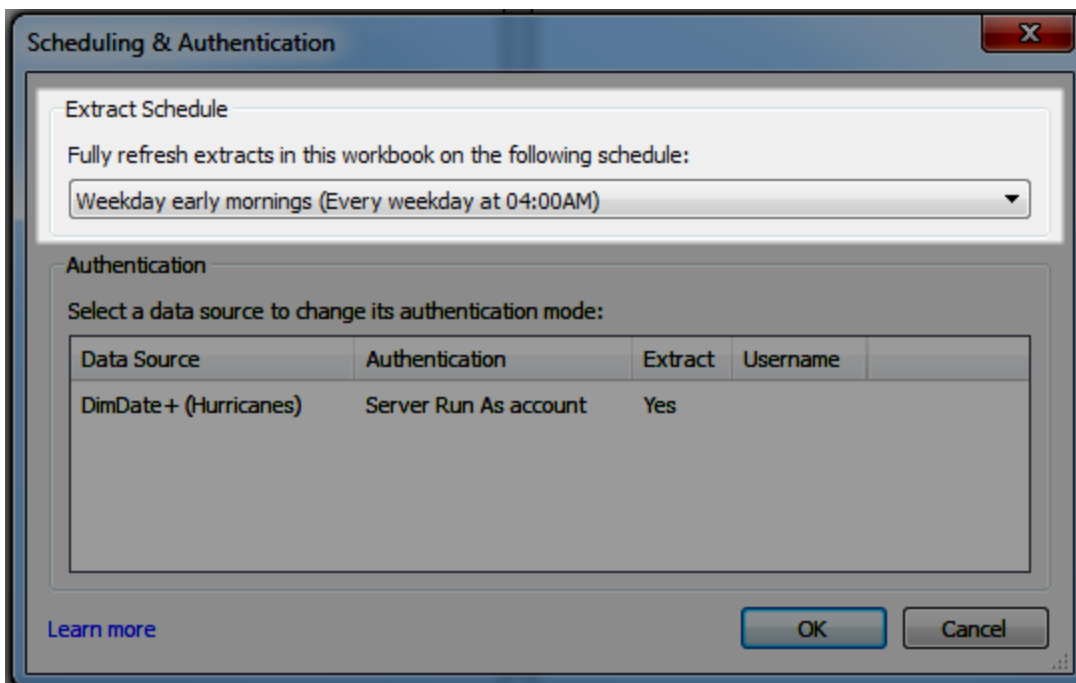 Scheduling & Authentication
Extract Schedule
Fully refresh extracts in this workbook on the following schedule:
Weekday early mornings (Every weekday at 04:00AM)
Authentication
Select a data source to change its authentication mode:
Data Source Authentication Extract Username
DimDate+ (Hurricanes) Server Run As account Yes
Learn more OK Cancel